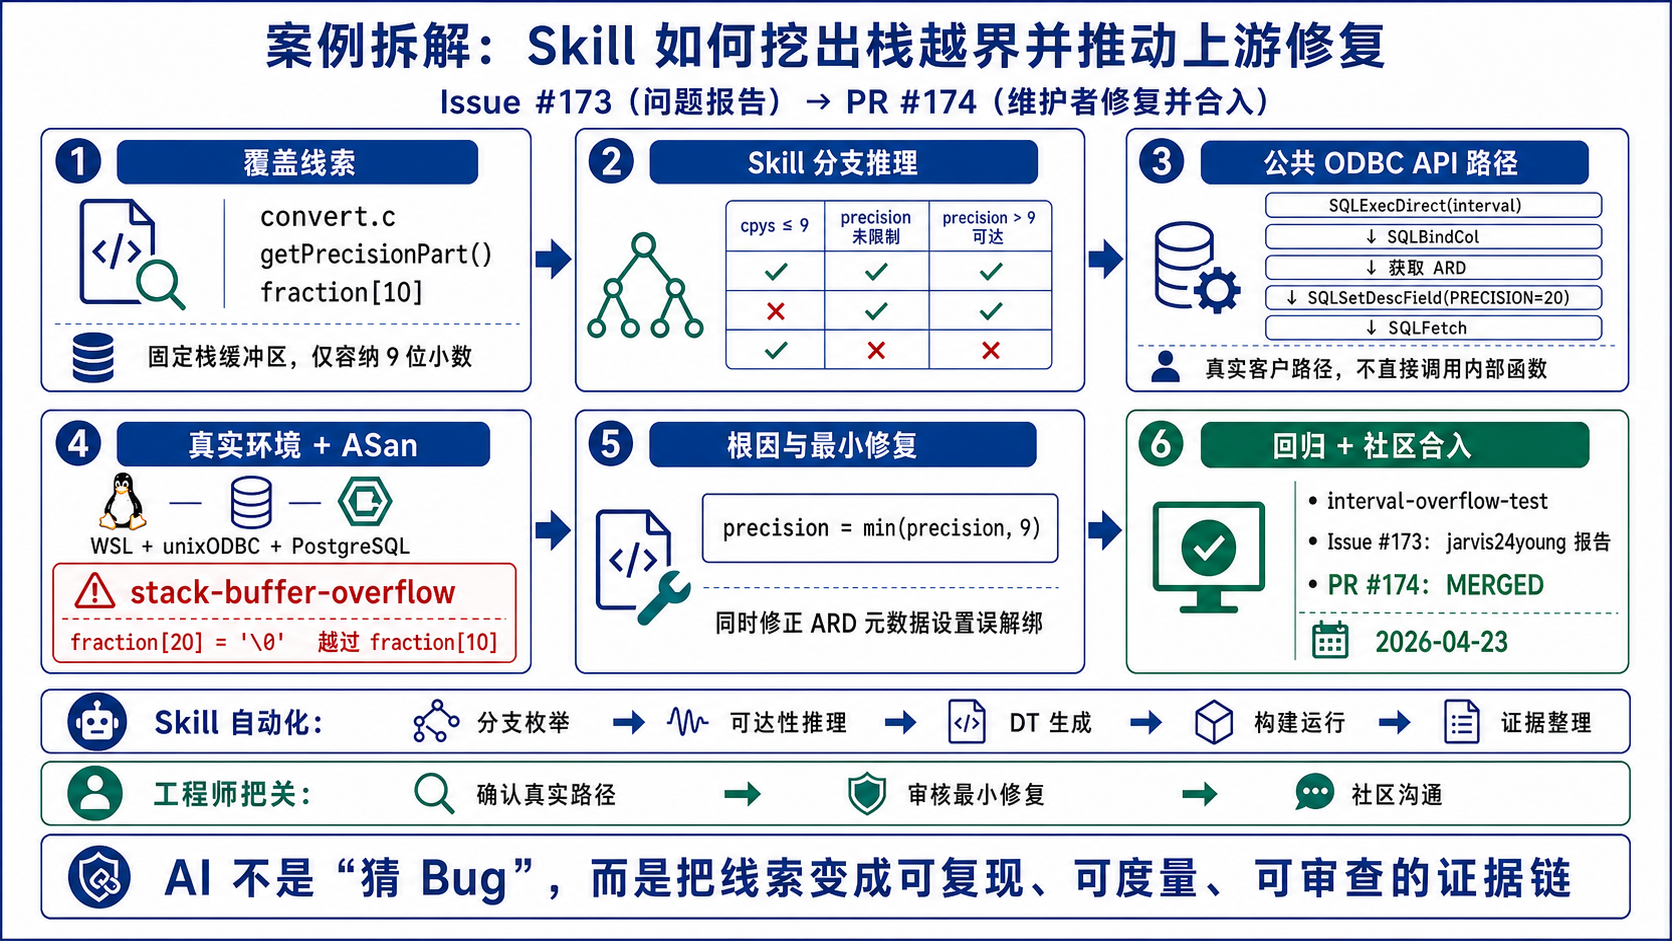 案例拆解：Skill 如何挖出栈越界并推动上游修复
Issue #173（问题报告）→ PR #174（维护者修复并合入）
1 覆盖线索
convert.c
getPrecisionPart()
fraction[10]
固定栈缓冲区，仅容纳 9 位小数
2 Skill 分支推理
cpys ≤ 9 precision 未限制 precision > 9 可达
✓ ✓ ✓
✗ ✓ ✓
✓ ✗ ✗
3 公共 ODBC API 路径
SQLExecDirect(interval)
↓ SQLBindCol
↓ 获取 ARD
↓ SQLSetDescField(PRECISION=20)
↓ SQLFetch
真实客户路径，不直接调用内部函数
4 真实环境 + ASan
WSL + unixODBC + PostgreSQL
stack-buffer-overflow
fraction[20] = '\0' 越过 fraction[10]
5 根因与最小修复
precision = min(precision, 9)
同时修正 ARD 元数据设置误解绑
6 回归 + 社区合入
• interval-overflow-test
• Issue #173： jarvis24young 报告
• PR #174： MERGED
2026-04-23
Skill 自动化： 分支枚举 → 可达性推理 → DT 生成 → 构建运行 → 证据整理
工程师把关： 确认真实路径 → 审核最小修复 → 社区沟通
AI 不是“猜 Bug”，而是把线索变成可复现、可度量、可审查的证据链